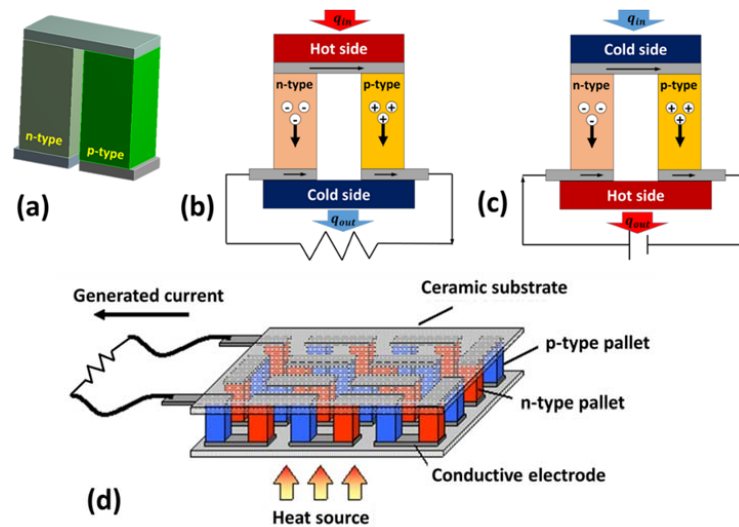 n-type
p-type
(a)
q_in
Hot side
n-type
p-type
- - -
-
+ + +
+
Cold side
q_out
(b)
q_in
Cold side
n-type
p-type
- - -
-
+ + +
+
Hot side
q_out
(c)
Generated current
Ceramic substrate
p-type pallet
n-type pallet
Conductive electrode
Heat source
(d)